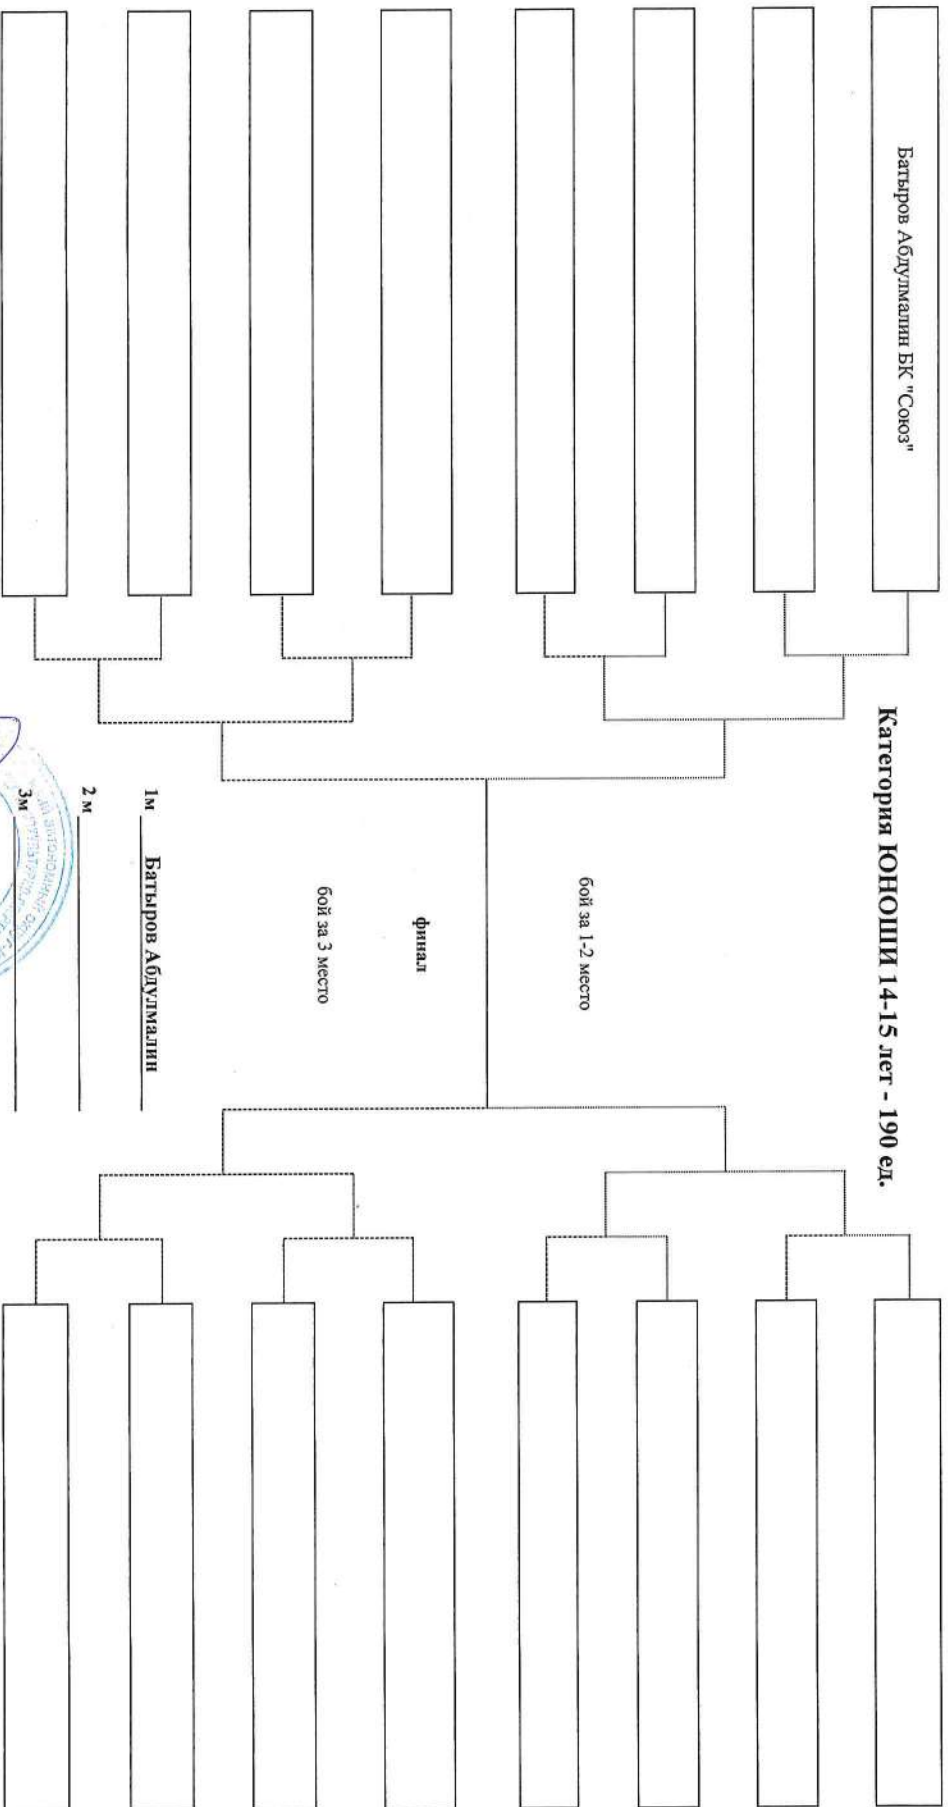 Категория ЮНОШИ 14-15 лет - 190 ед.
Батыров Абдулмалин БК "Союз"
бой за 1-2 место
финал
бой за 3 место
1м Батыров Абдулмалин
2 м
3м